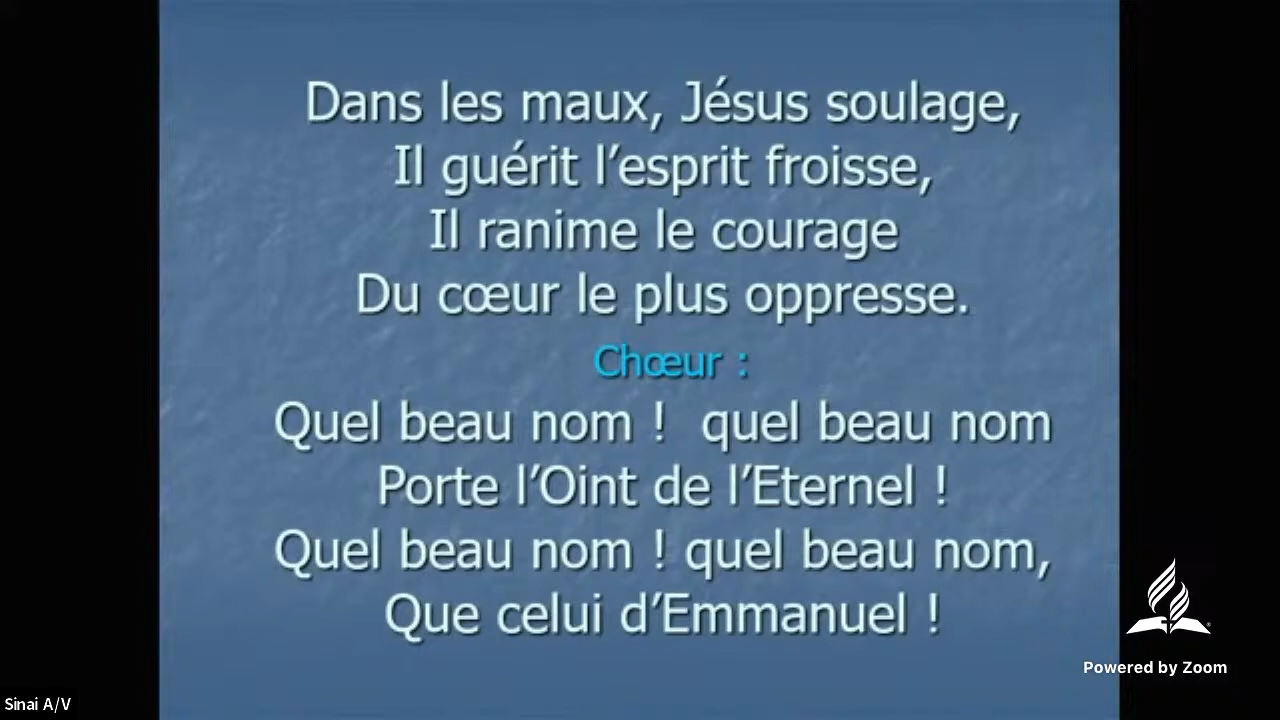 Dans les maux, Jésus soulage,
Il guérit l’esprit froisse,
Il ranime le courage
Du cœur le plus oppresse.
Chœur :
Quel beau nom !  quel beau nom
Porte l’Oint de l’Eternel !
Quel beau nom ! quel beau nom,
Que celui d’Emmanuel !
Powered by Zoom
Sinai A/V